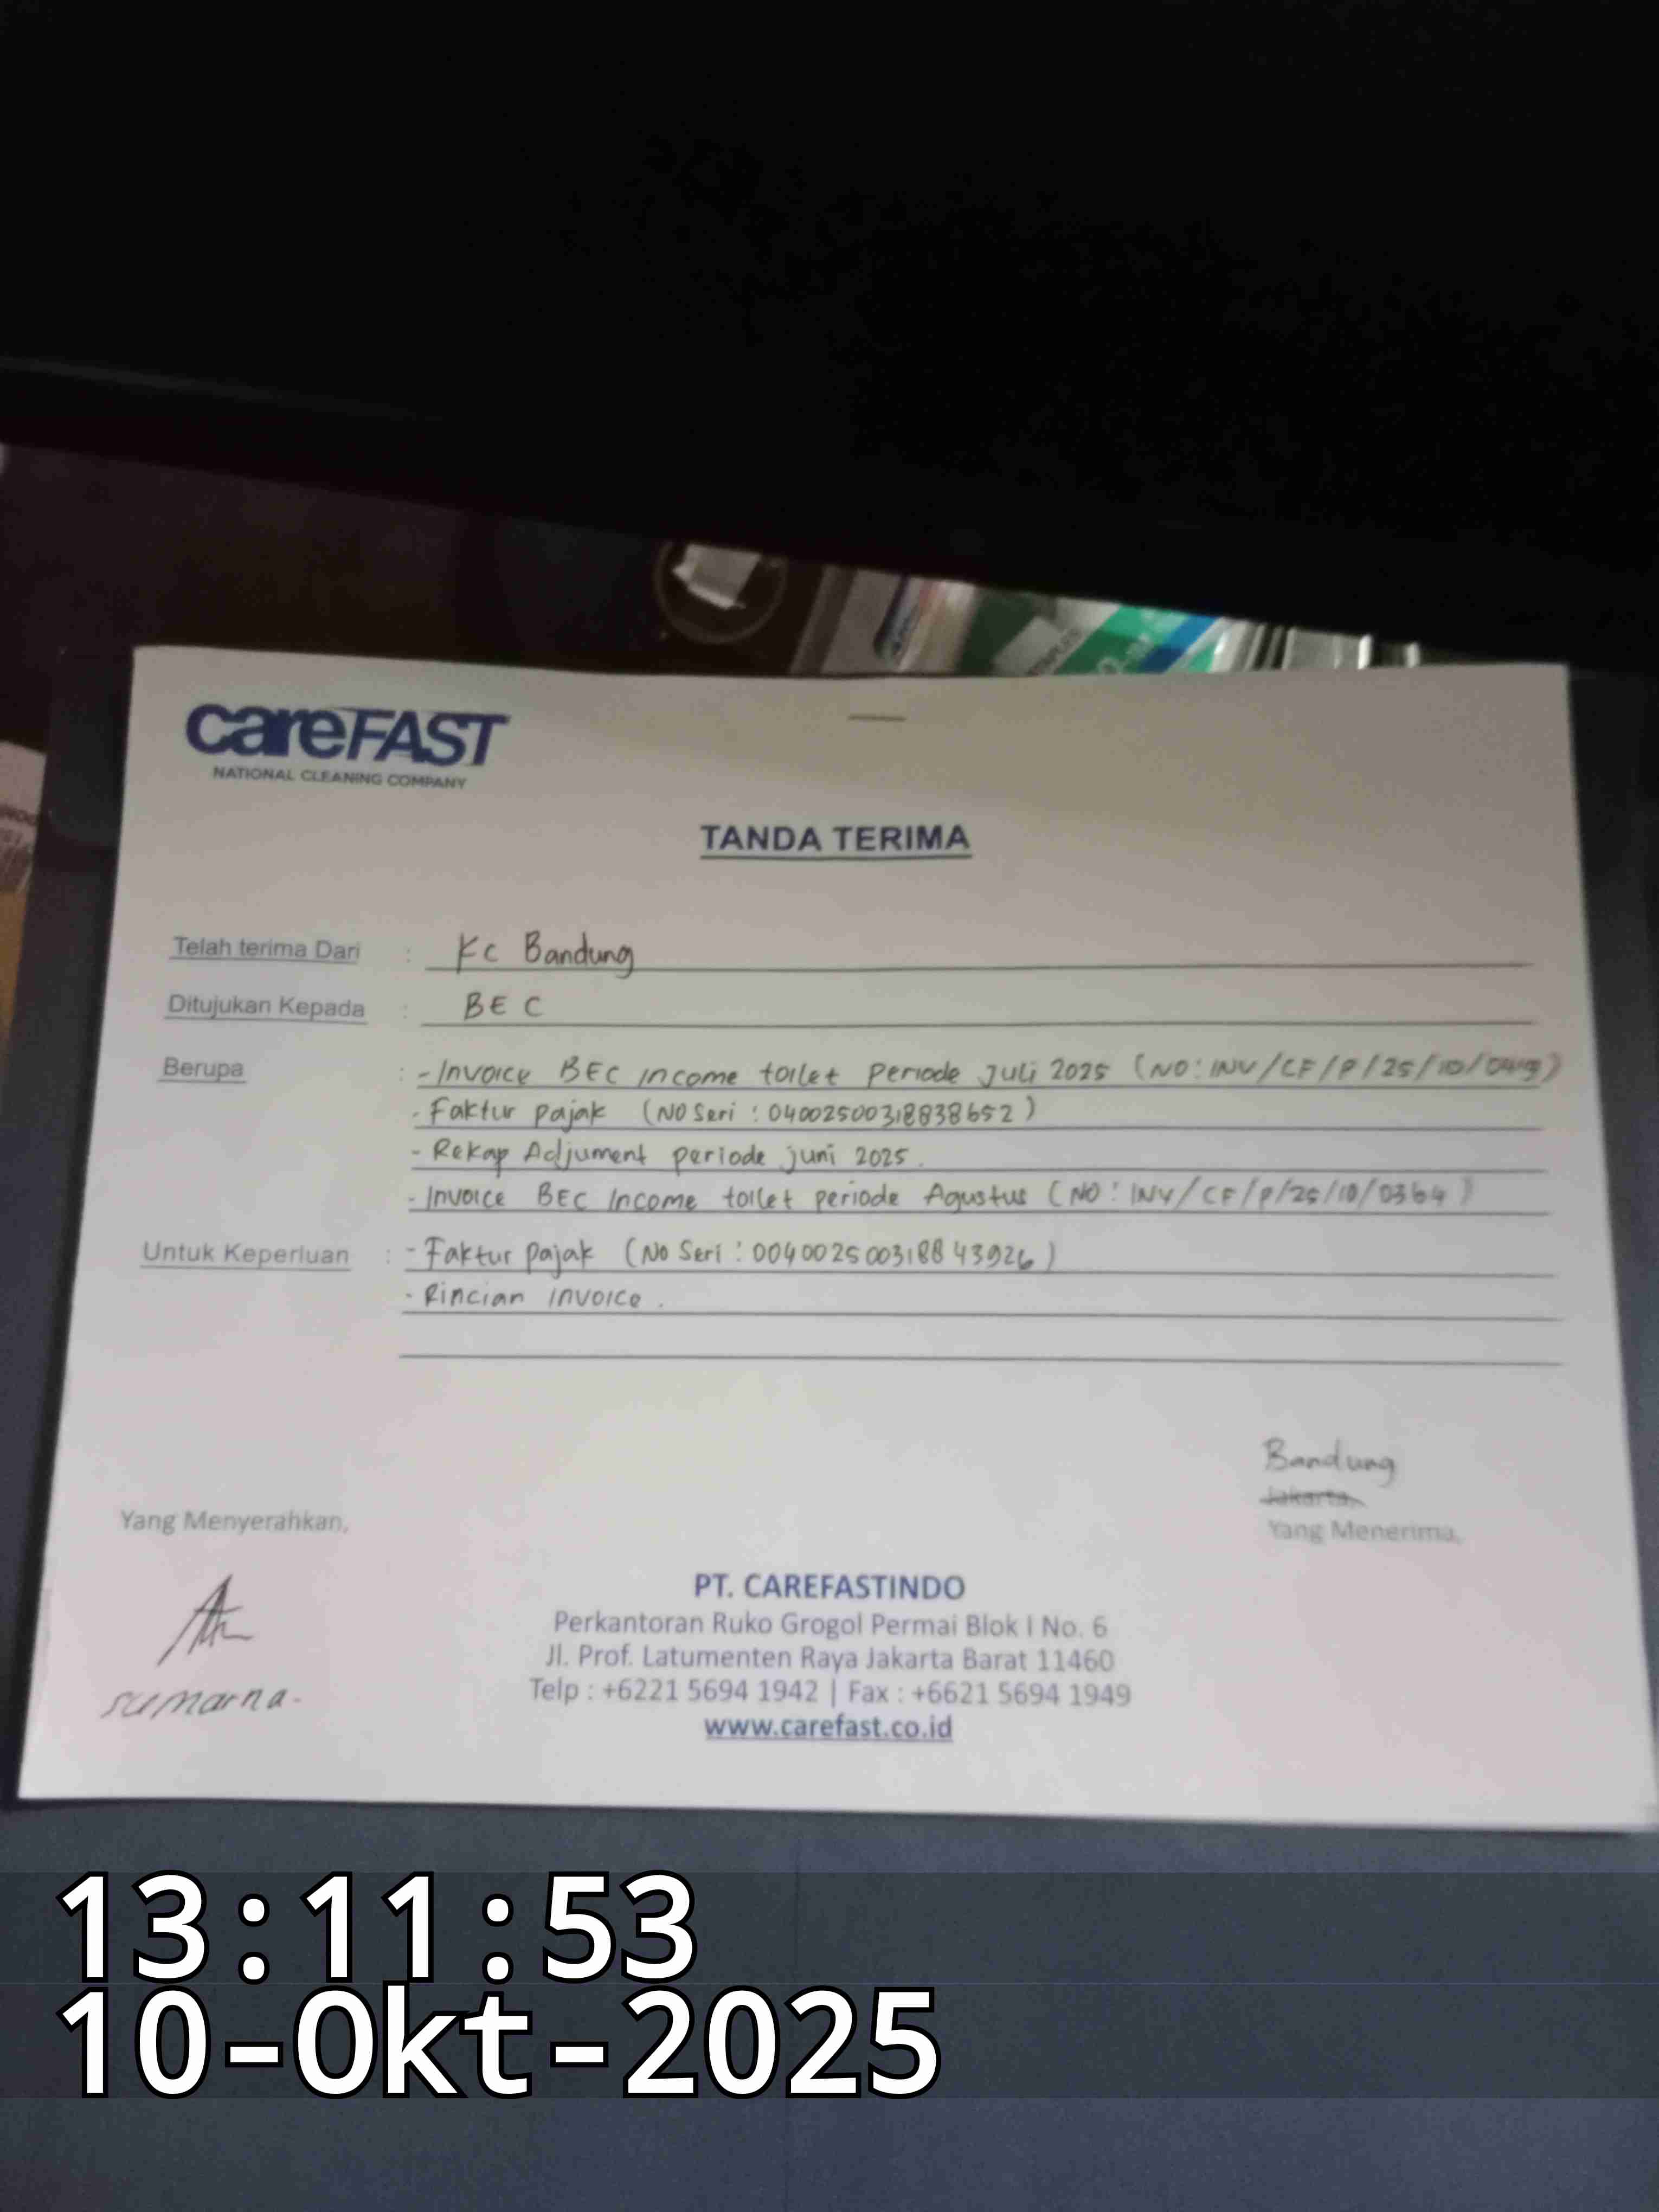 careFAST
NATIONAL CLEANING COMPANY
TANDA TERIMA
Telah terima Dari : Kc Bandung
Ditujukan Kepada : BEC
Berupa : - Invoice BEC income toilet periode juli 2025 (NO: INV/CF/P/25/10/
- Faktur pajak (NO Seri : 04002500318838652)
- Rekap Adjument periode juni 2025.
- Invoice BEC Income toilet periode Agustus (NO : INV/CF/P/25/10/0364)
Untuk Keperluan : - Faktur pajak (No Seri : 0040025003188 43926)
- Rincian invoice.
Bandung
Jakarta,
Yang Menyerahkan,
Yang Menerima,
sumarna-
PT. CAREFASTINDO
Perkantoran Ruko Grogol Permai Blok I No. 6
Jl. Prof. Latumenten Raya Jakarta Barat 11460
Telp : +6221 5694 1942 | Fax : +6621 5694 1949
www.carefast.co.id
13:11:53
10-Okt-2025